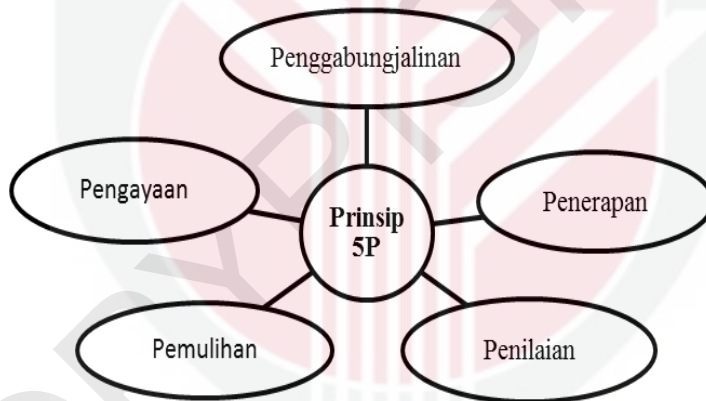 Penggabungjalinan
Pengayaan
Prinsip
5P
Penerapan
Pemulihan
Penilaian